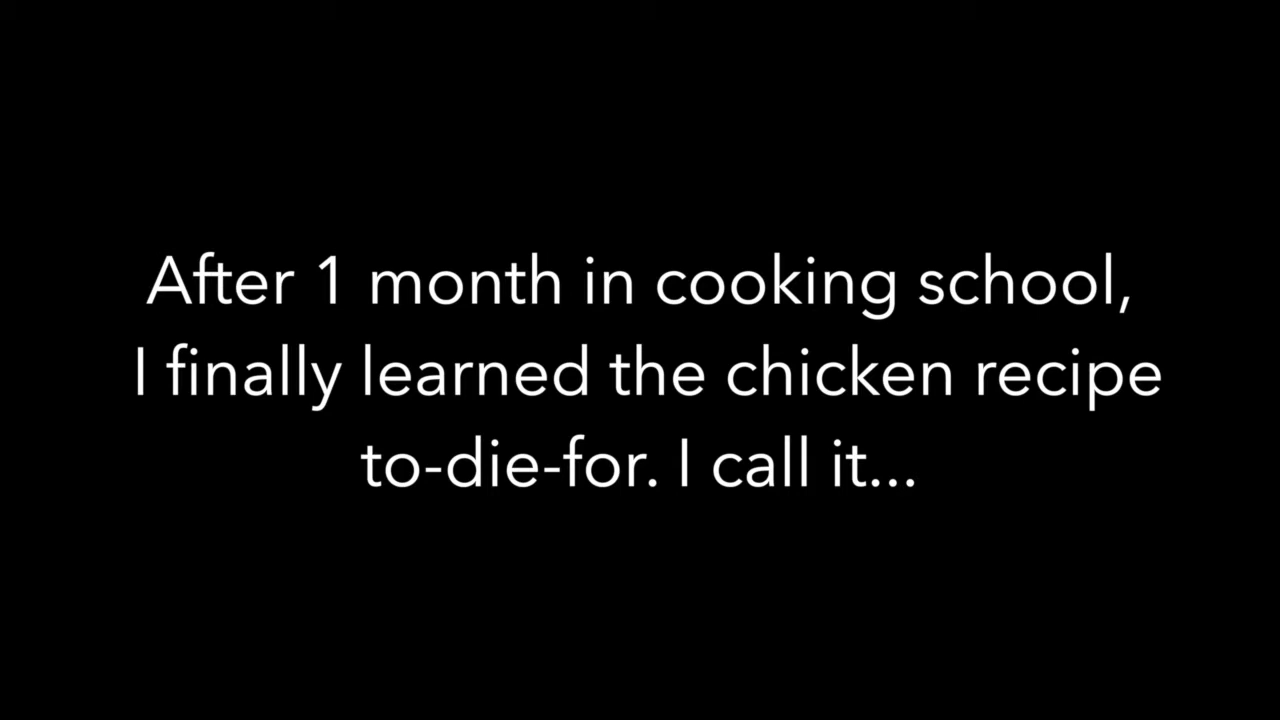 After 1 month in cooking school,
I finally learned the chicken recipe
to-die-for. I call it...